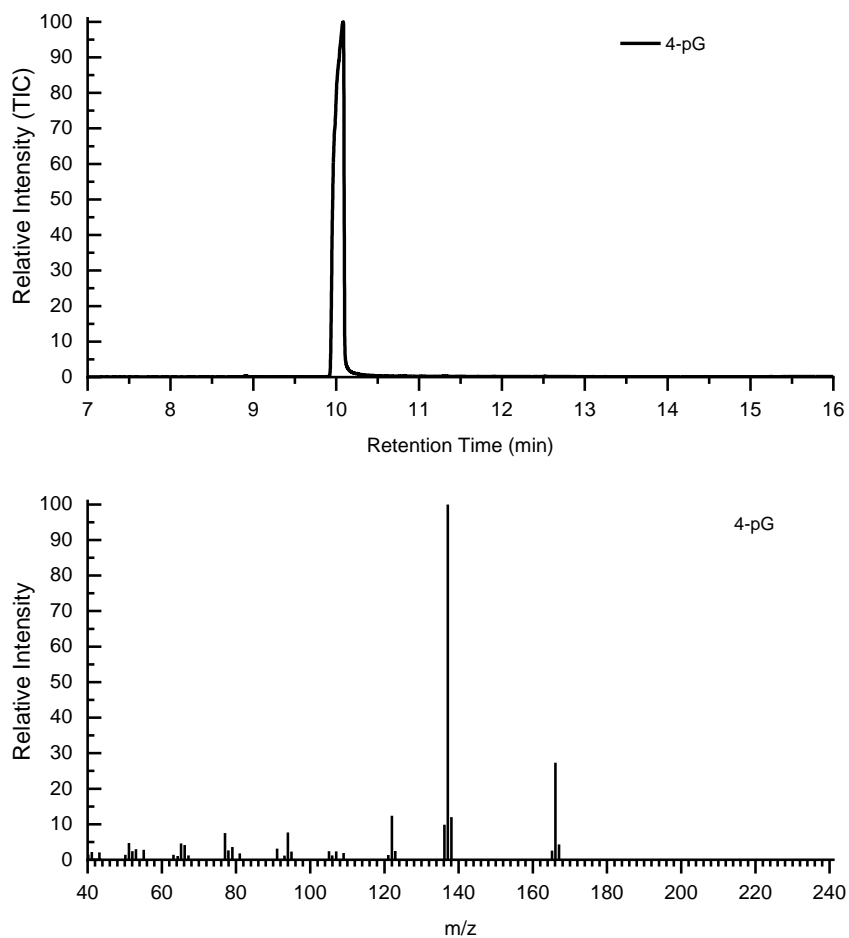 100
90
80
70
60
50
40
30
20
10
0
Relative Intensity (TIC)
4-pG
7 8 9 10 11 12 13 14 15 16
Retention Time (min)
100
90
80
70
60
50
40
30
20
10
0
Relative Intensity
4-pG
40 60 80 100 120 140 160 180 200 220 240
m/z